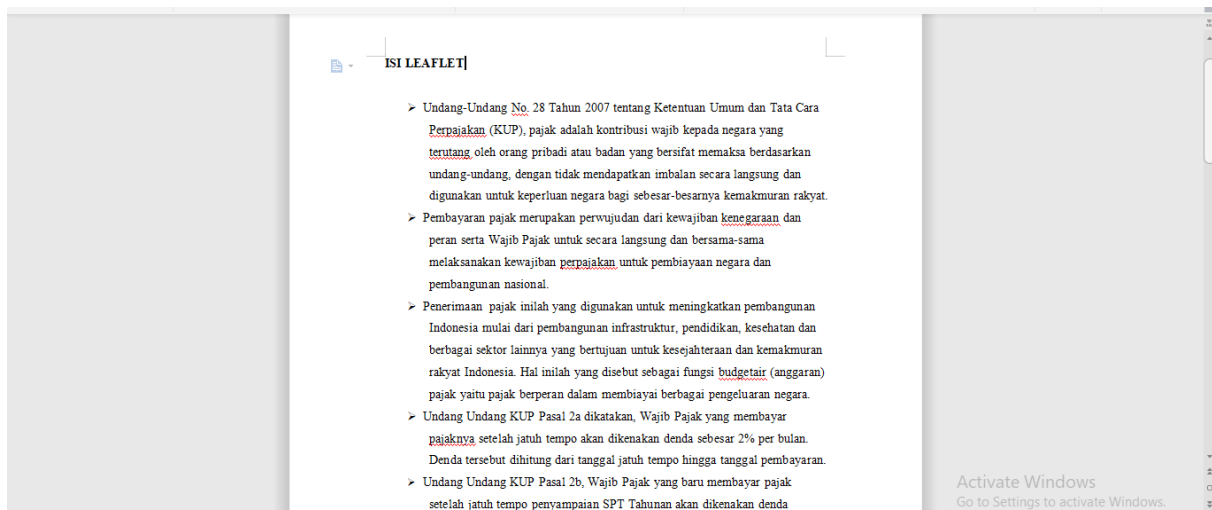 ISI LEAFLET
➢ Undang-Undang No. 28 Tahun 2007 tentang Ketentuan Umum dan Tata Cara
Perpajakan (KUP), pajak adalah kontribusi wajib kepada negara yang
terutang oleh orang pribadi atau badan yang bersifat memaksa berdasarkan
undang-undang, dengan tidak mendapatkan imbalan secara langsung dan
digunakan untuk keperluan negara bagi sebesar-besarnya kemakmuran rakyat.
➢ Pembayaran pajak merupakan perwujudan dari kewajiban kenegaraan dan
peran serta Wajib Pajak untuk secara langsung dan bersama-sama
melaksanakan kewajiban perpajakan untuk pembiayaan negara dan
pembangunan nasional.
➢ Penerimaan pajak inilah yang digunakan untuk meningkatkan pembangunan
Indonesia mulai dari pembangunan infrastruktur, pendidikan, kesehatan dan
berbagai sektor lainnya yang bertujuan untuk kesejahteraan dan kemakmuran
rakyat Indonesia. Hal inilah yang disebut sebagai fungsi budgetair (anggaran)
pajak yaitu pajak berperan dalam membiayai berbagai pengeluaran negara.
➢ Undang Undang KUP Pasal 2a dikatakan, Wajib Pajak yang membayar
pajaknya setelah jatuh tempo akan dikenakan denda sebesar 2% per bulan.
Denda tersebut dihitung dari tanggal jatuh tempo hingga tanggal pembayaran.
➢ Undang Undang KUP Pasal 2b, Wajib Pajak yang baru membayar pajak
setelah jatuh tempo penyampaian SPT Tahunan akan dikenakan denda
Activate Windows
Go to Settings to activate Windows.